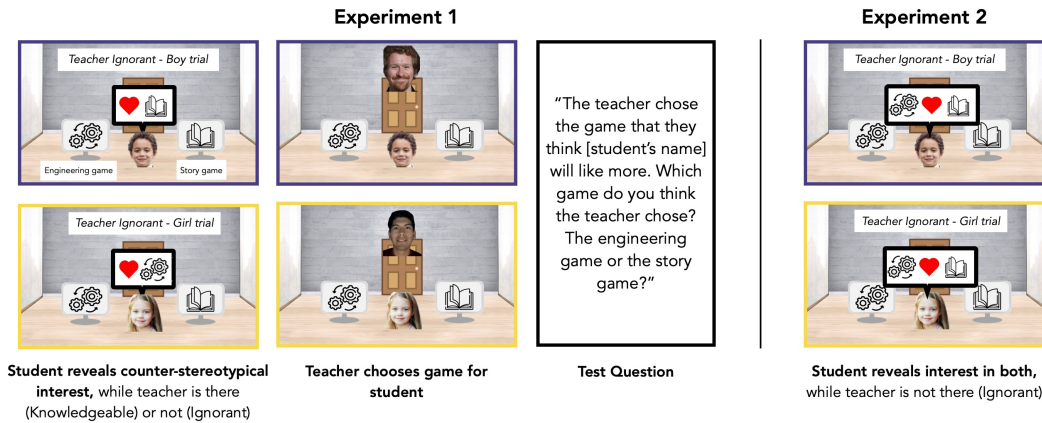 Experiment 1
Experiment 2
Teacher Ignorant - Boy trial
Engineering game
Story game
Teacher Ignorant - Girl trial
Student reveals counter-stereotypical
interest, while teacher is there
(Knowledgeable) or not (Ignorant)
Teacher chooses game for
student
“The teacher chose
the game that they
think [student’s name]
will like more. Which
game do you think
the teacher chose?
The engineering
game or the story
game?”
Test Question
Teacher Ignorant - Boy trial
Teacher Ignorant - Girl trial
Student reveals interest in both,
while teacher is not there (Ignorant)